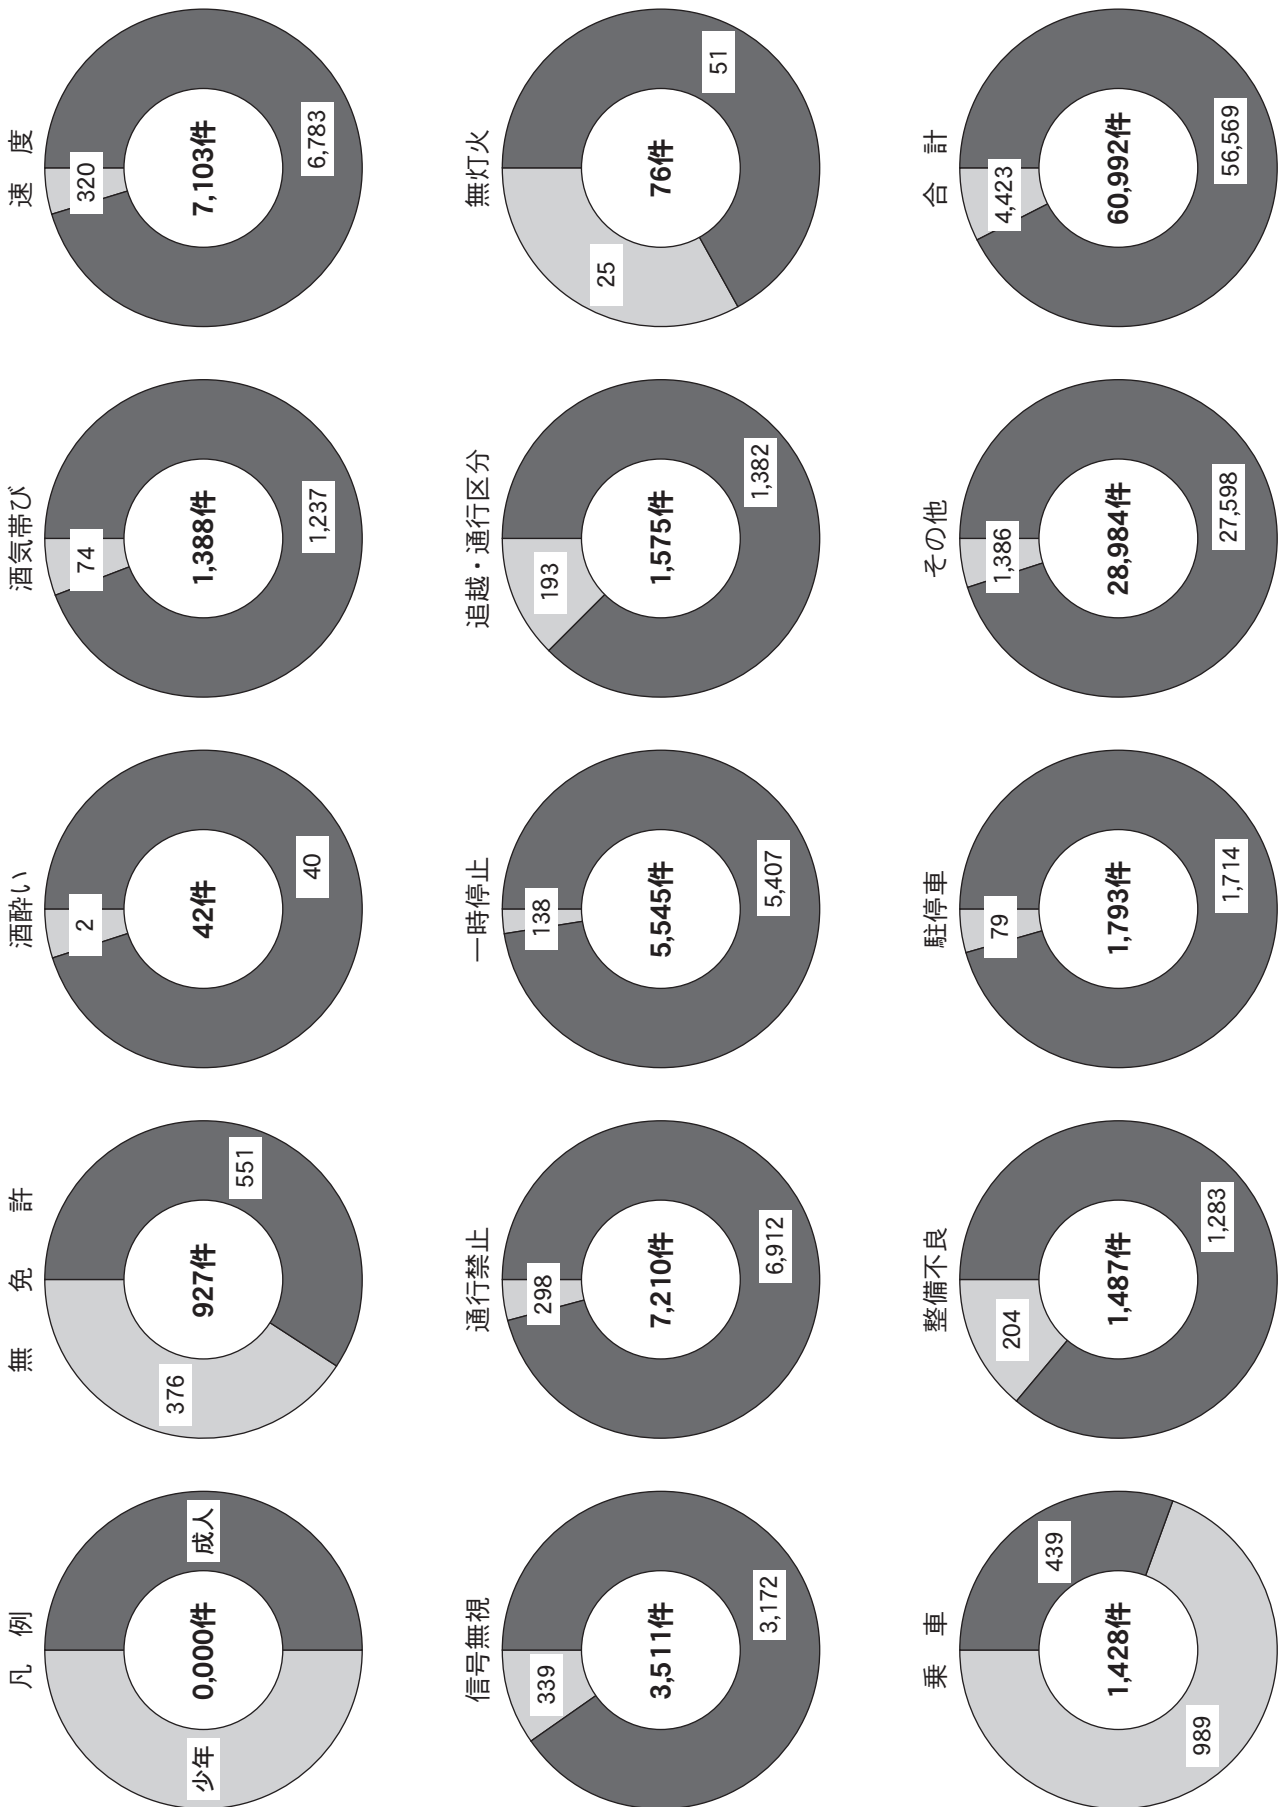 凡 例
少年
成人
0,000件
無 免 許
376
551
927件
酒酔い
2
40
42件
酒気帯び
74
1,237
1,388件
速 度
320
6,783
7,103件
信号無視
339
3,172
3,511件
通行禁止
298
6,912
7,210件
一時停止
138
5,407
5,545件
追越・通行区分
193
1,382
1,575件
無灯火
25
51
76件
乗 車
989
439
1,428件
整備不良
204
1,283
1,487件
駐停車
79
1,714
1,793件
その他
1,386
27,598
28,984件
合 計
4,423
56,569
60,992件